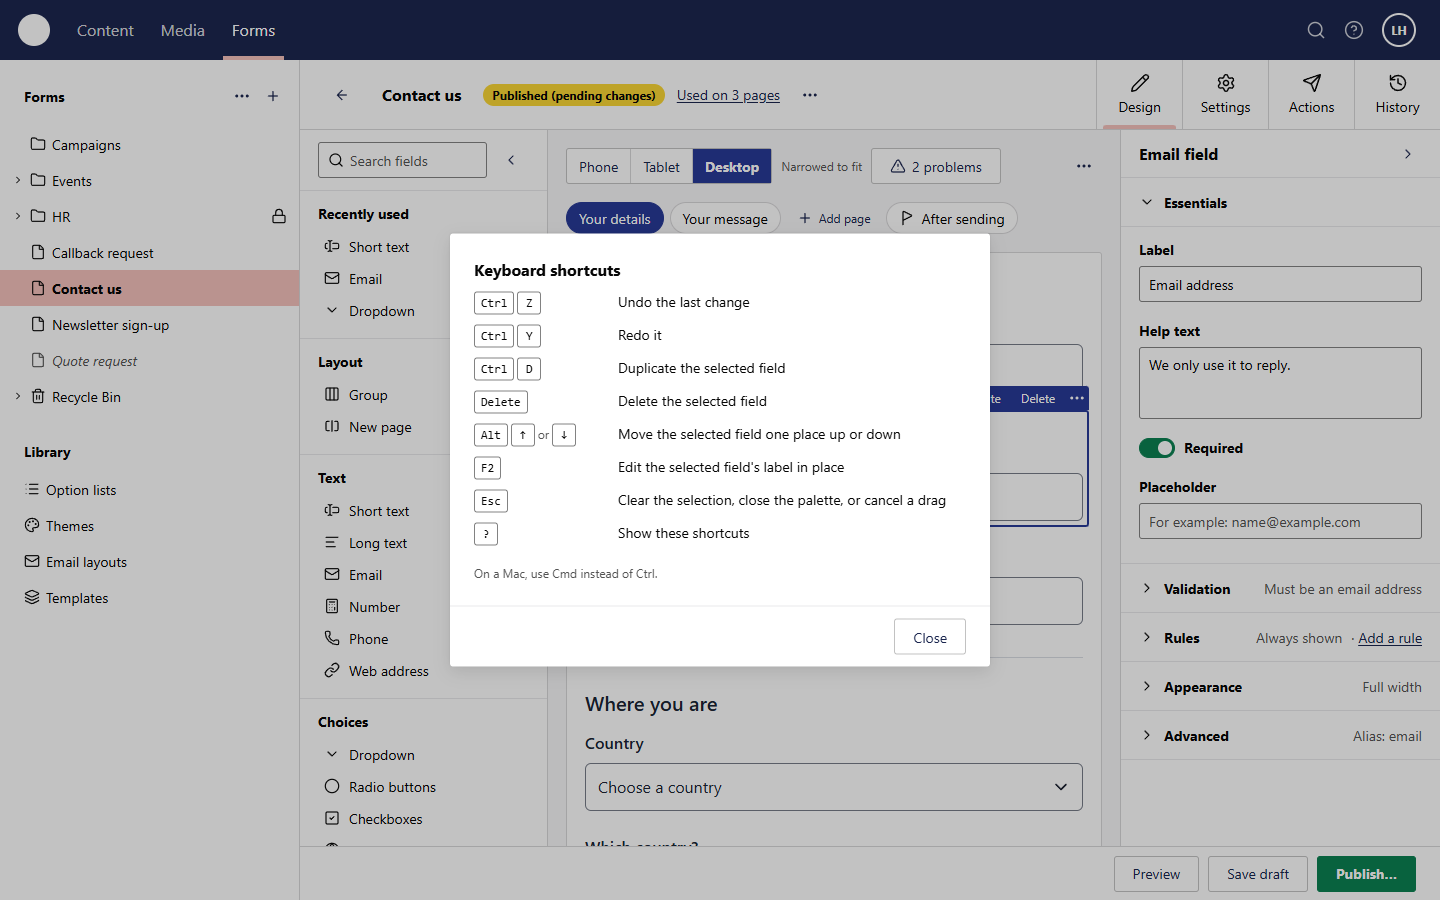 Content
Media
Forms
LH
Forms
Campaigns
Events
HR
Callback request
Contact us
Newsletter sign-up
Quote request
Recycle Bin
Library
Option lists
Themes
Email layouts
Templates
Contact us
Published (pending changes)
Used on 3 pages
Design
Settings
Actions
History
Search fields
Recently used
Short text
Email
Dropdown
Layout
Group
New page
Text
Short text
Long text
Email
Number
Phone
Web address
Choices
Dropdown
Radio buttons
Checkboxes
Phone
Tablet
Desktop
Narrowed to fit
2 problems
Your details
Your message
Add page
After sending
Delete
Keyboard shortcuts
Ctrl Z Undo the last change
Ctrl Y Redo it
Ctrl D Duplicate the selected field
Delete Delete the selected field
Alt ↑ or ↓ Move the selected field one place up or down
F2 Edit the selected field's label in place
Esc Clear the selection, close the palette, or cancel a drag
? Show these shortcuts
On a Mac, use Cmd instead of Ctrl.
Close
Where you are
Country
Choose a country
Which country?
Email field
Essentials
Label
Email address
Help text
We only use it to reply.
Required
Placeholder
For example: name@example.com
Validation Must be an email address
Rules Always shown · Add a rule
Appearance Full width
Advanced Alias: email
Preview
Save draft
Publish...